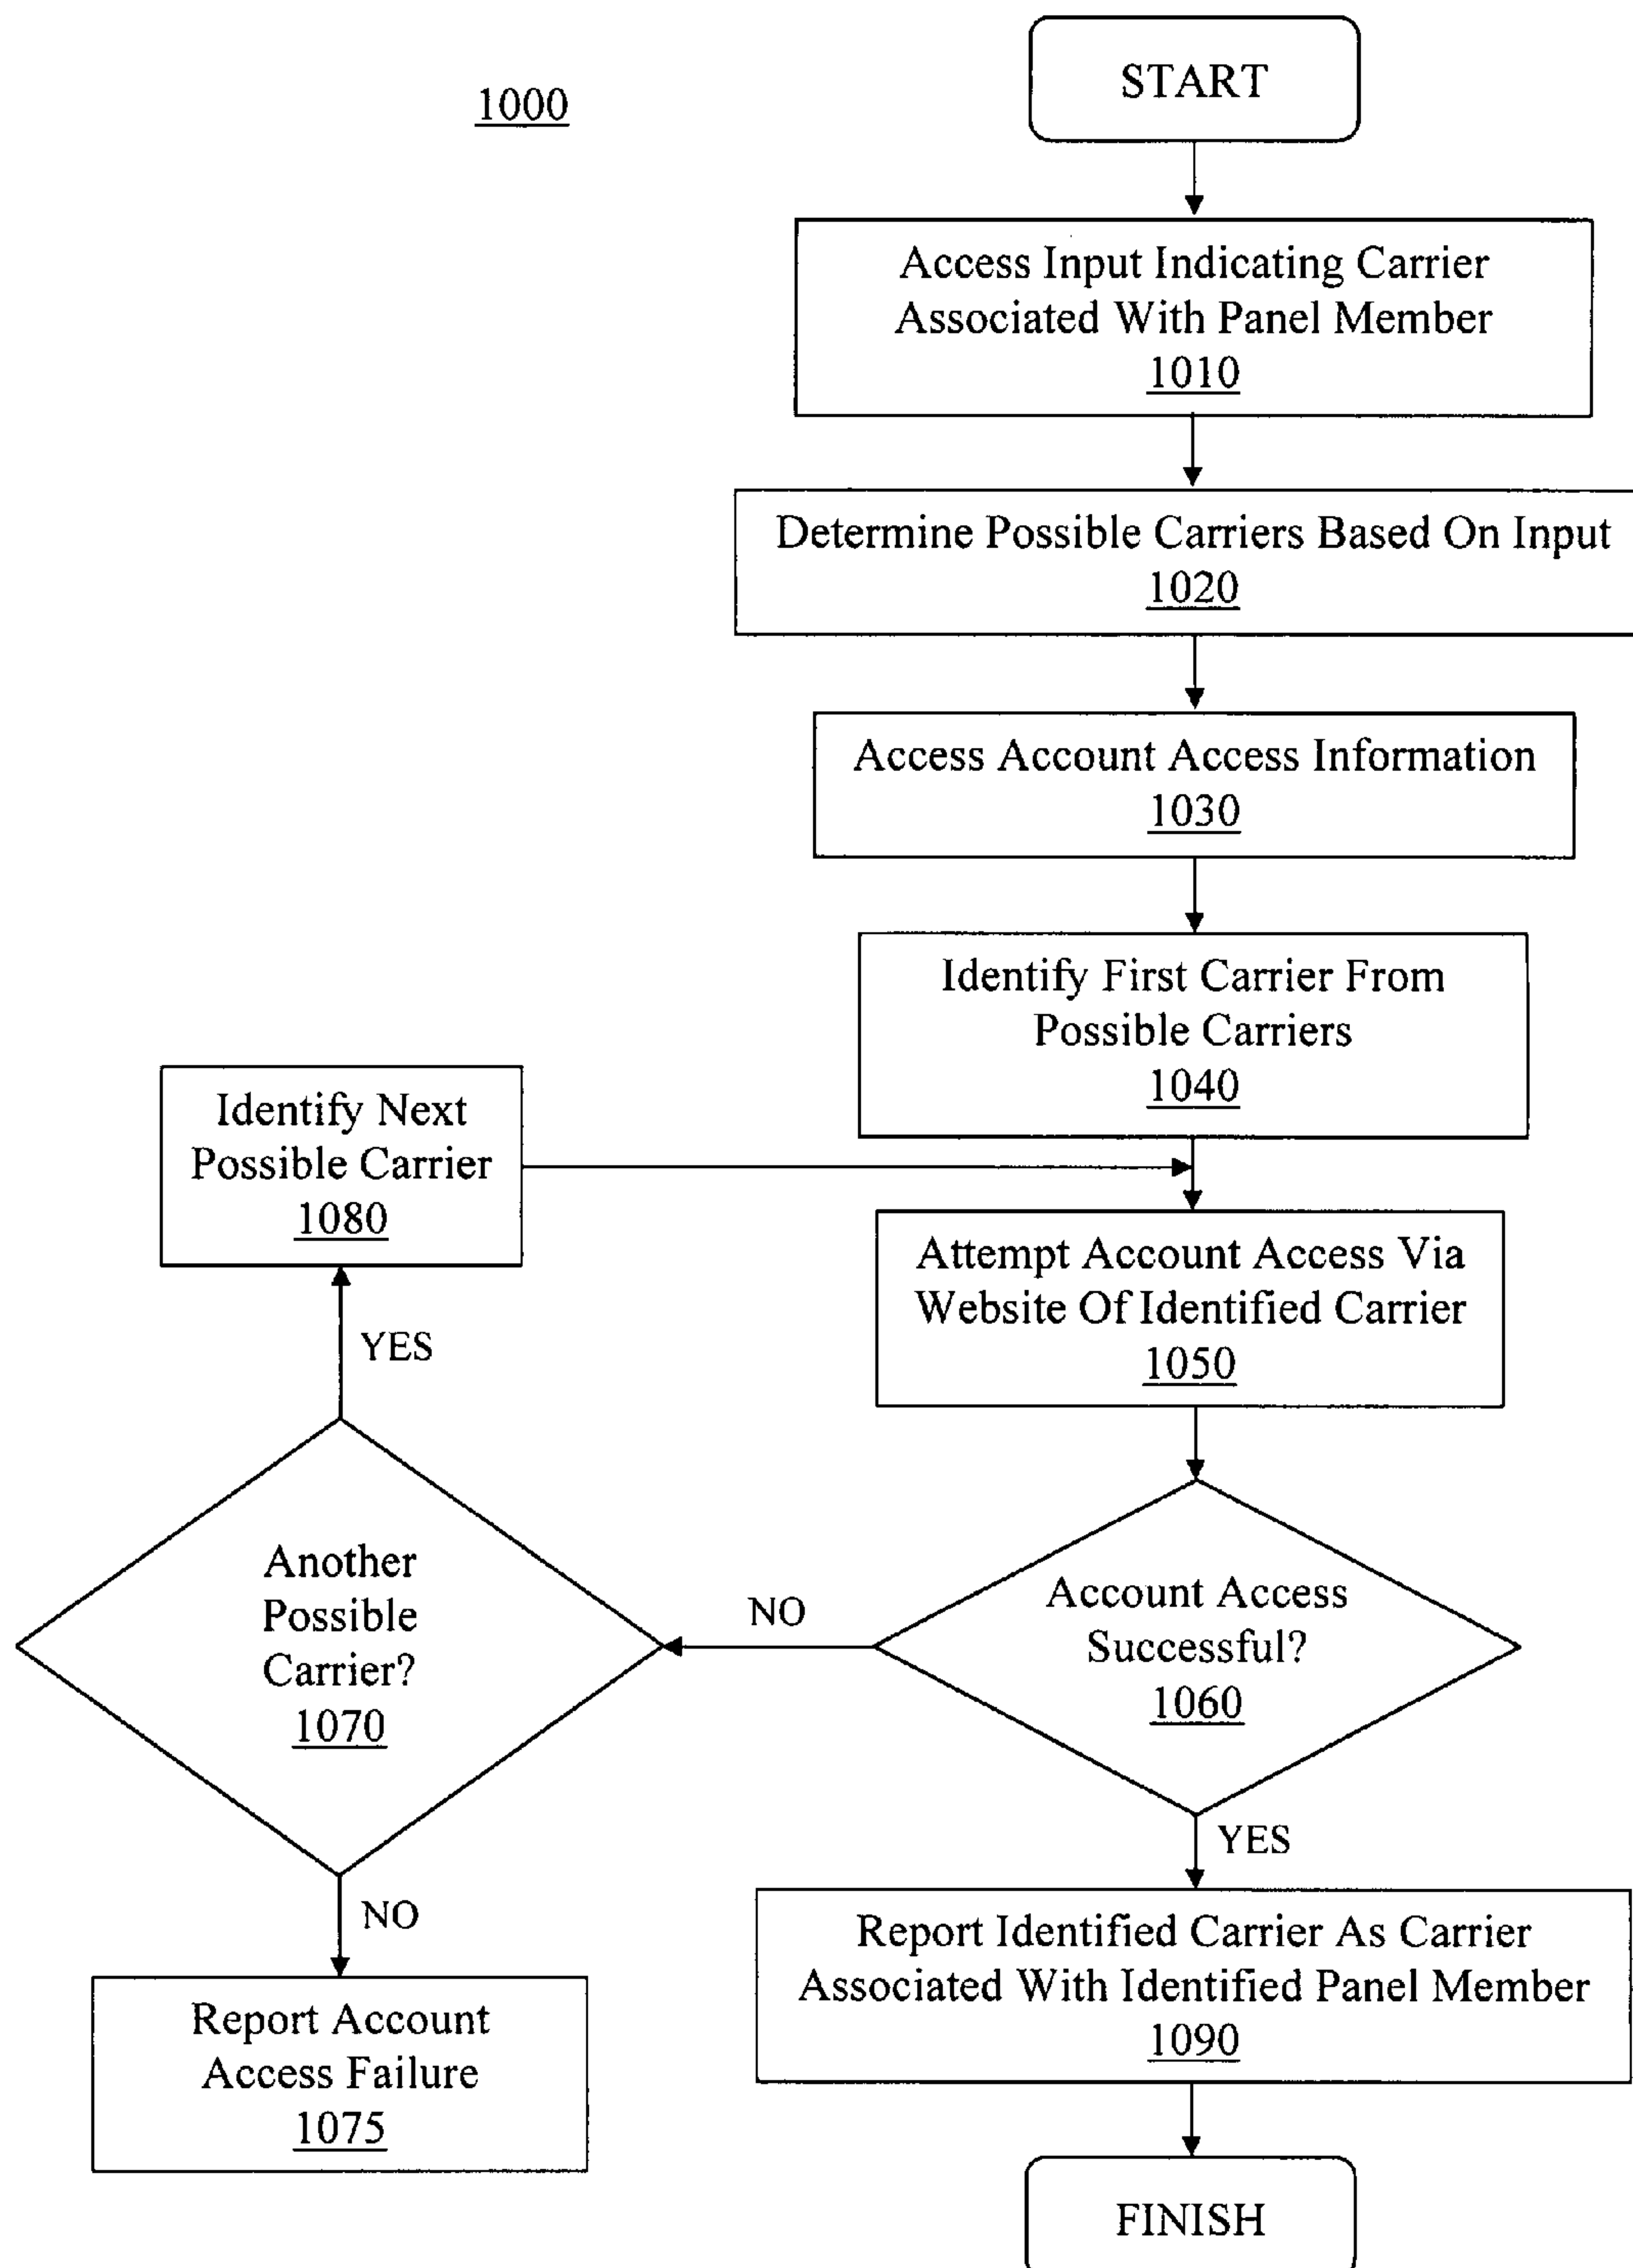 1000
START
Access Input Indicating Carrier
Associated With Panel Member
1010
Determine Possible Carriers Based On Input
1020
Access Account Access Information
1030
Identify First Carrier From
Possible Carriers
1040
Identify Next
Possible Carrier
1080
Attempt Account Access Via
Website Of Identified Carrier
1050
YES
Another
Possible
Carrier?
1070
NO
Account Access
Successful?
1060
YES
NO
Report Identified Carrier As Carrier
Associated With Identified Panel Member
1090
Report Account
Access Failure
1075
FINISH